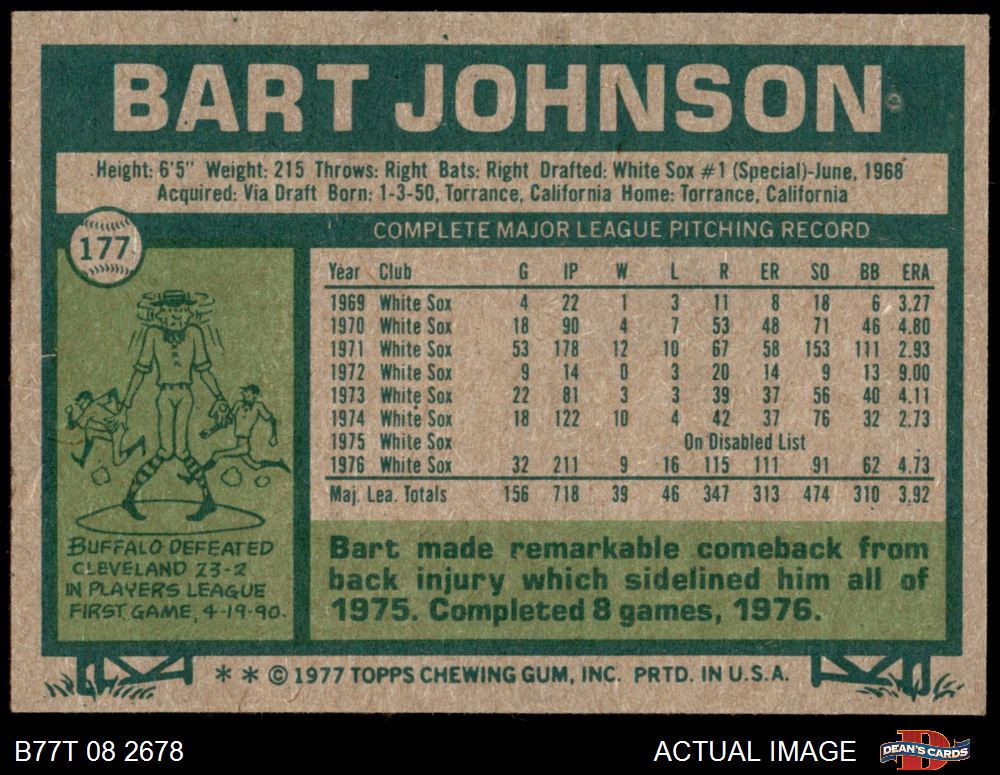 BART JOHNSON
Height: 6'5" Weight: 215 Throws: Right Bats: Right Drafted: White Sox #1 (Special)-June, 1968
Acquired: Via Draft Born: 1-3-50, Torrance, California Home: Torrance, California
177
COMPLETE MAJOR LEAGUE PITCHING RECORD
Year Club G IP W L R ER SO BB ERA
1969 White Sox 4 22 1 3 11 8 18 6 3.27
1970 White Sox 18 90 4 7 53 48 71 46 4.80
1971 White Sox 53 178 12 10 67 58 153 111 2.93
1972 White Sox 9 14 0 3 20 14 9 13 9.00
1973 White Sox 22 81 3 3 39 37 56 40 4.11
1974 White Sox 18 122 10 4 42 37 76 32 2.73
1975 White Sox On Disabled List
1976 White Sox 32 211 9 16 115 111 91 62 4.73
Maj. Lea. Totals 156 718 39 46 347 313 474 310 3.92
BUFFALO DEFEATED
CLEVELAND 23-2
IN PLAYERS LEAGUE
FIRST GAME, 4-19-90.
Bart made remarkable comeback from
back injury which sidelined him all of
1975. Completed 8 games, 1976.
* * © 1977 TOPPS CHEWING GUM, INC. PRTD. IN U.S.A.
B77T 08 2678
ACTUAL IMAGE
DEAN'S CARDS